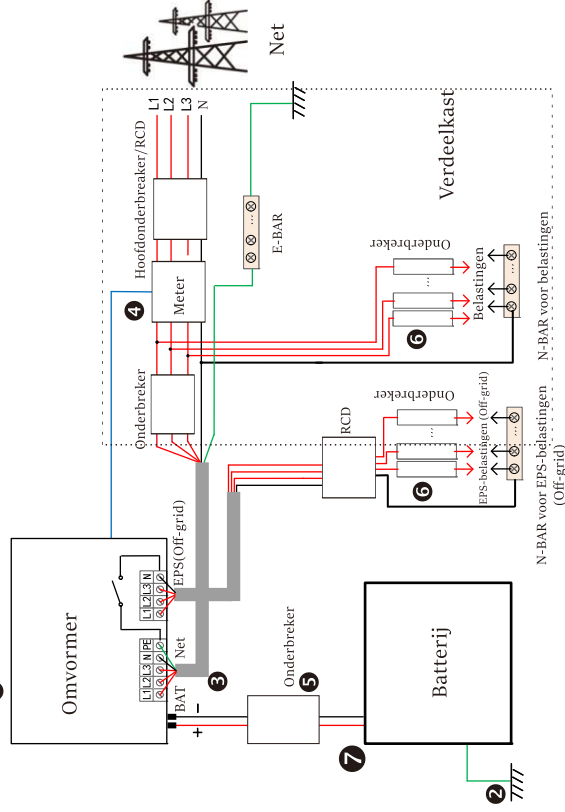 Net
L1
L2
L3
N
Hoofdonderbreaker/RCD
Verdeelkast
E-BAR
...
Meter
4
Onderbreker
Onderbreker
...
6
Belastingen
N-BAR voor belastingen
...
RCD
Onderbreker
...
6
EPS-belastingen (Off-grid)
...
N-BAR voor EPS-belastingen
(Off-grid)
Omvormer
EPS(Off-grid)
L1 L2 L3 N
L1 L2 L3 N PE
Net
BAT
3
+ -
Onderbreker
5
7
Batterij
2